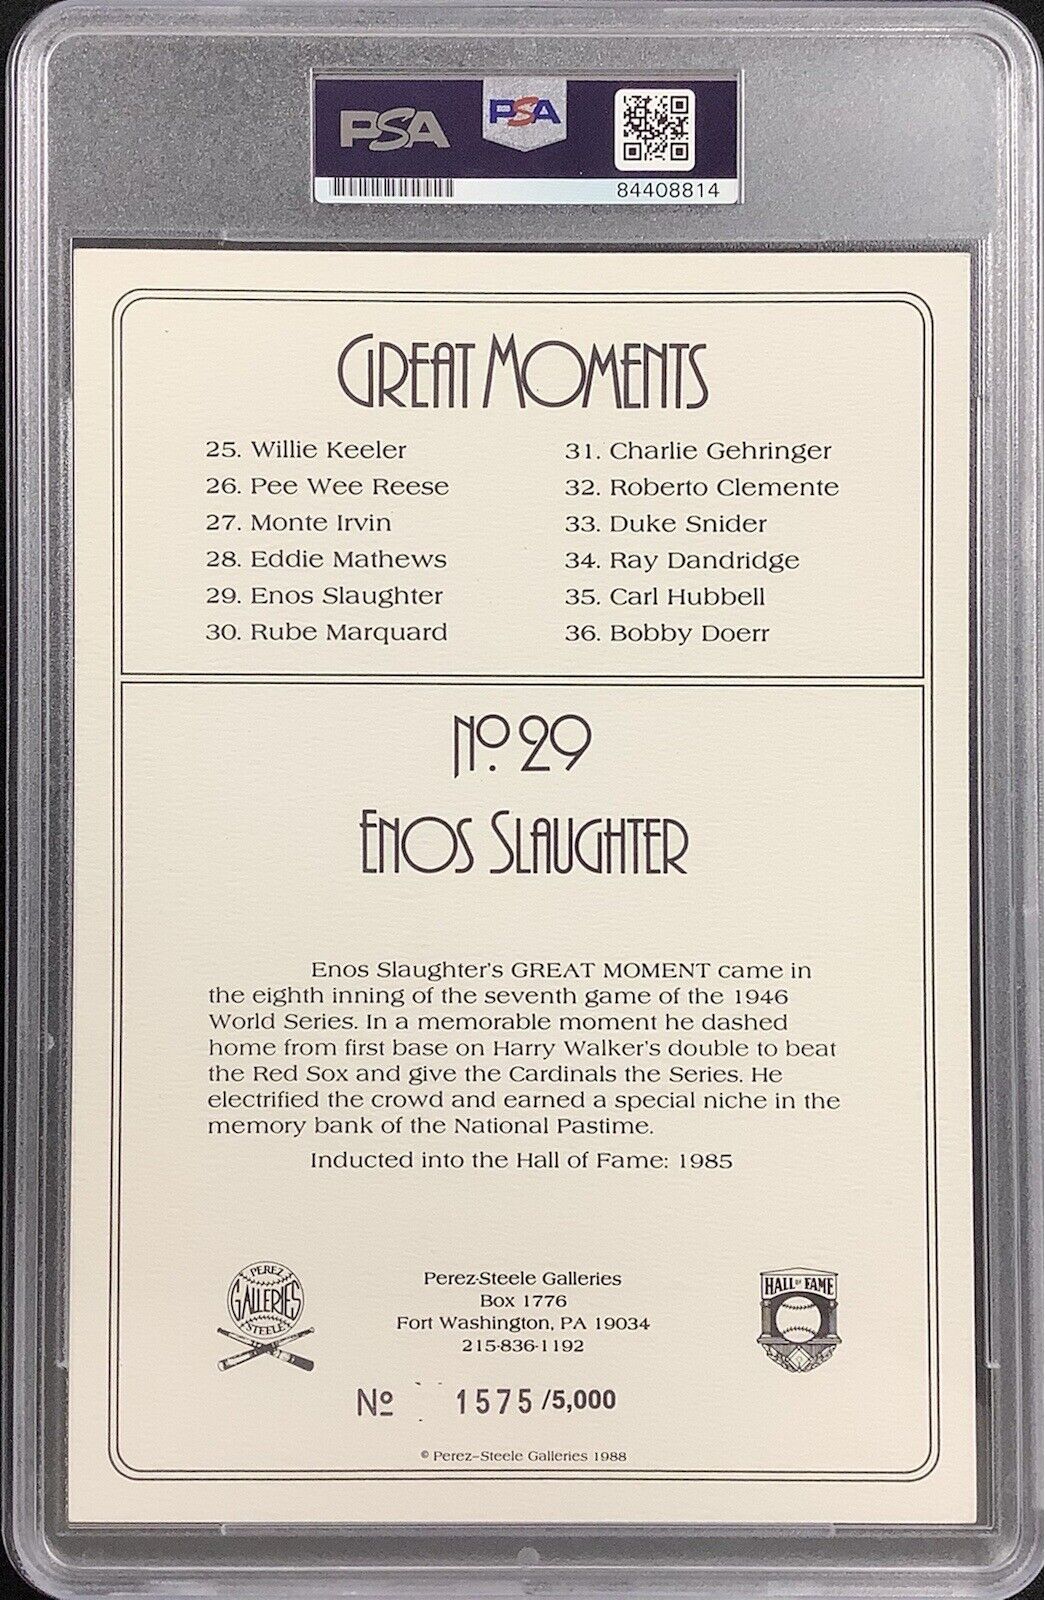 PSA
PSA
84408814
GREAT MOMENTS
25. Willie Keeler
26. Pee Wee Reese
27. Monte Irvin
28. Eddie Mathews
29. Enos Slaughter
30. Rube Marquard
31. Charlie Gehringer
32. Roberto Clemente
33. Duke Snider
34. Ray Dandridge
35. Carl Hubbell
36. Bobby Doerr
Nº. 29
ENOS SLAUGHTER
Enos Slaughter's GREAT MOMENT came in
the eighth inning of the seventh game of the 1946
World Series. In a memorable moment he dashed
home from first base on Harry Walker's double to beat
the Red Sox and give the Cardinals the Series. He
electrified the crowd and earned a special niche in the
memory bank of the National Pastime.
Inducted into the Hall of Fame: 1985
PEREZ
GALLERIES
STEELE
Perez-Steele Galleries
Box 1776
Fort Washington, PA 19034
215-836-1192
HALL OF FAME
Nº 1575 /5,000
© Perez-Steele Galleries 1988